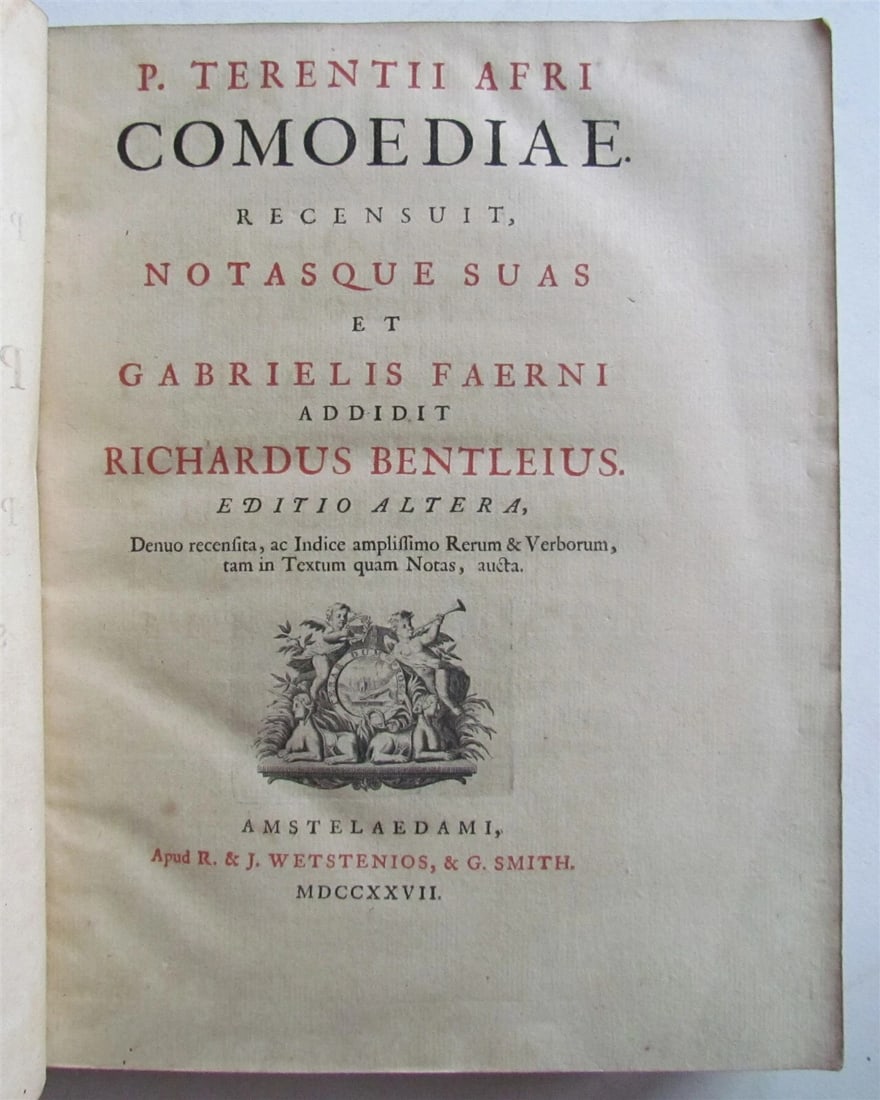 P. TERENTII AFRI
COMOEDIAE.
RECENSUIT,
NOTASQUE SUAS
ET
GABRIELIS FAERNI
ADDIDIT
RICHARDUS BENTLEIUS.
EDITIO ALTERA,
Denuo recenſita, ac Indice ampliſſimo Rerum & Verborum,
tam in Textum quam Notas, aucta.
AMSTELAEDAMI,
Apud R. & J. WETSTENIOS, & G. SMITH.
MDCCXXVII.